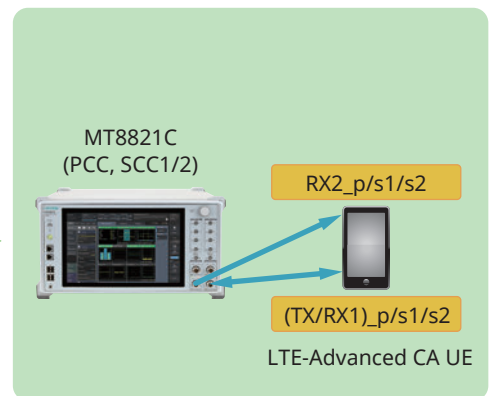 MT8821C
(PCC, SCC1/2)
RX2_p/s1/s2
(TX/RX1)_p/s1/s2
LTE-Advanced CA UE